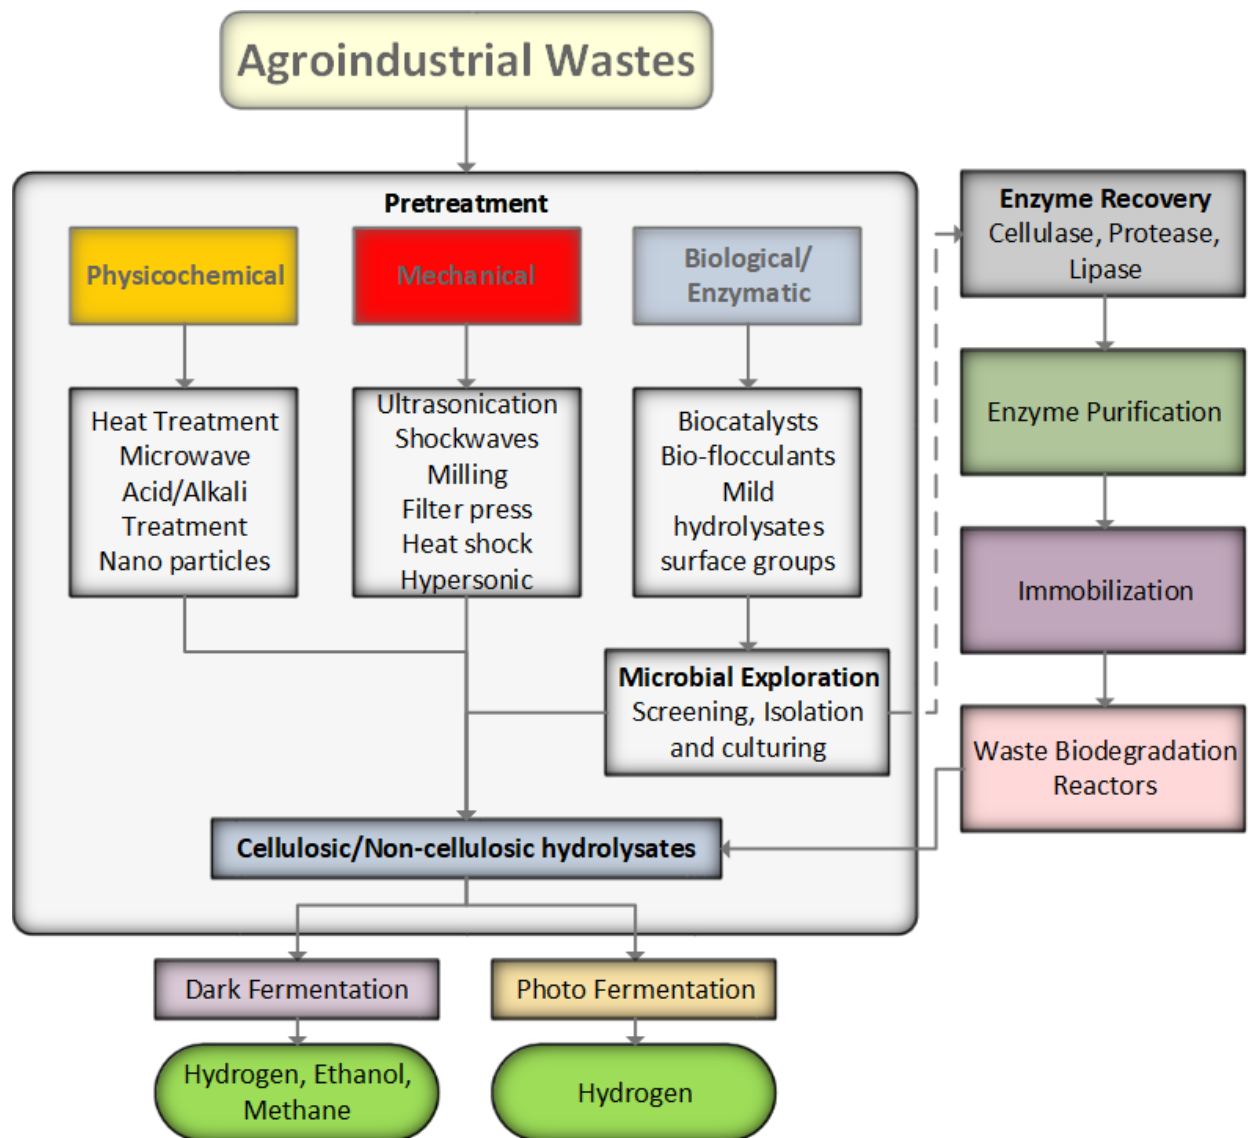 Agroindustrial Wastes
Pretreatment
Physicochemical
Mechanical
Biological/
Enzymatic
Heat Treatment
Microwave
Acid/Alkali
Treatment
Nano particles
Ultrasonication
Shockwaves
Milling
Filter press
Heat shock
Hypersonic
Biocatalysts
Bio-flocculants
Mild
hydrolysates
surface groups
Microbial Exploration
Screening, Isolation
and culturing
Cellulosic/Non-cellulosic hydrolysates
Enzyme Recovery
Cellulase, Protease,
Lipase
Enzyme Purification
Immobilization
Waste Biodegradation
Reactors
Dark Fermentation
Photo Fermentation
Hydrogen, Ethanol,
Methane
Hydrogen